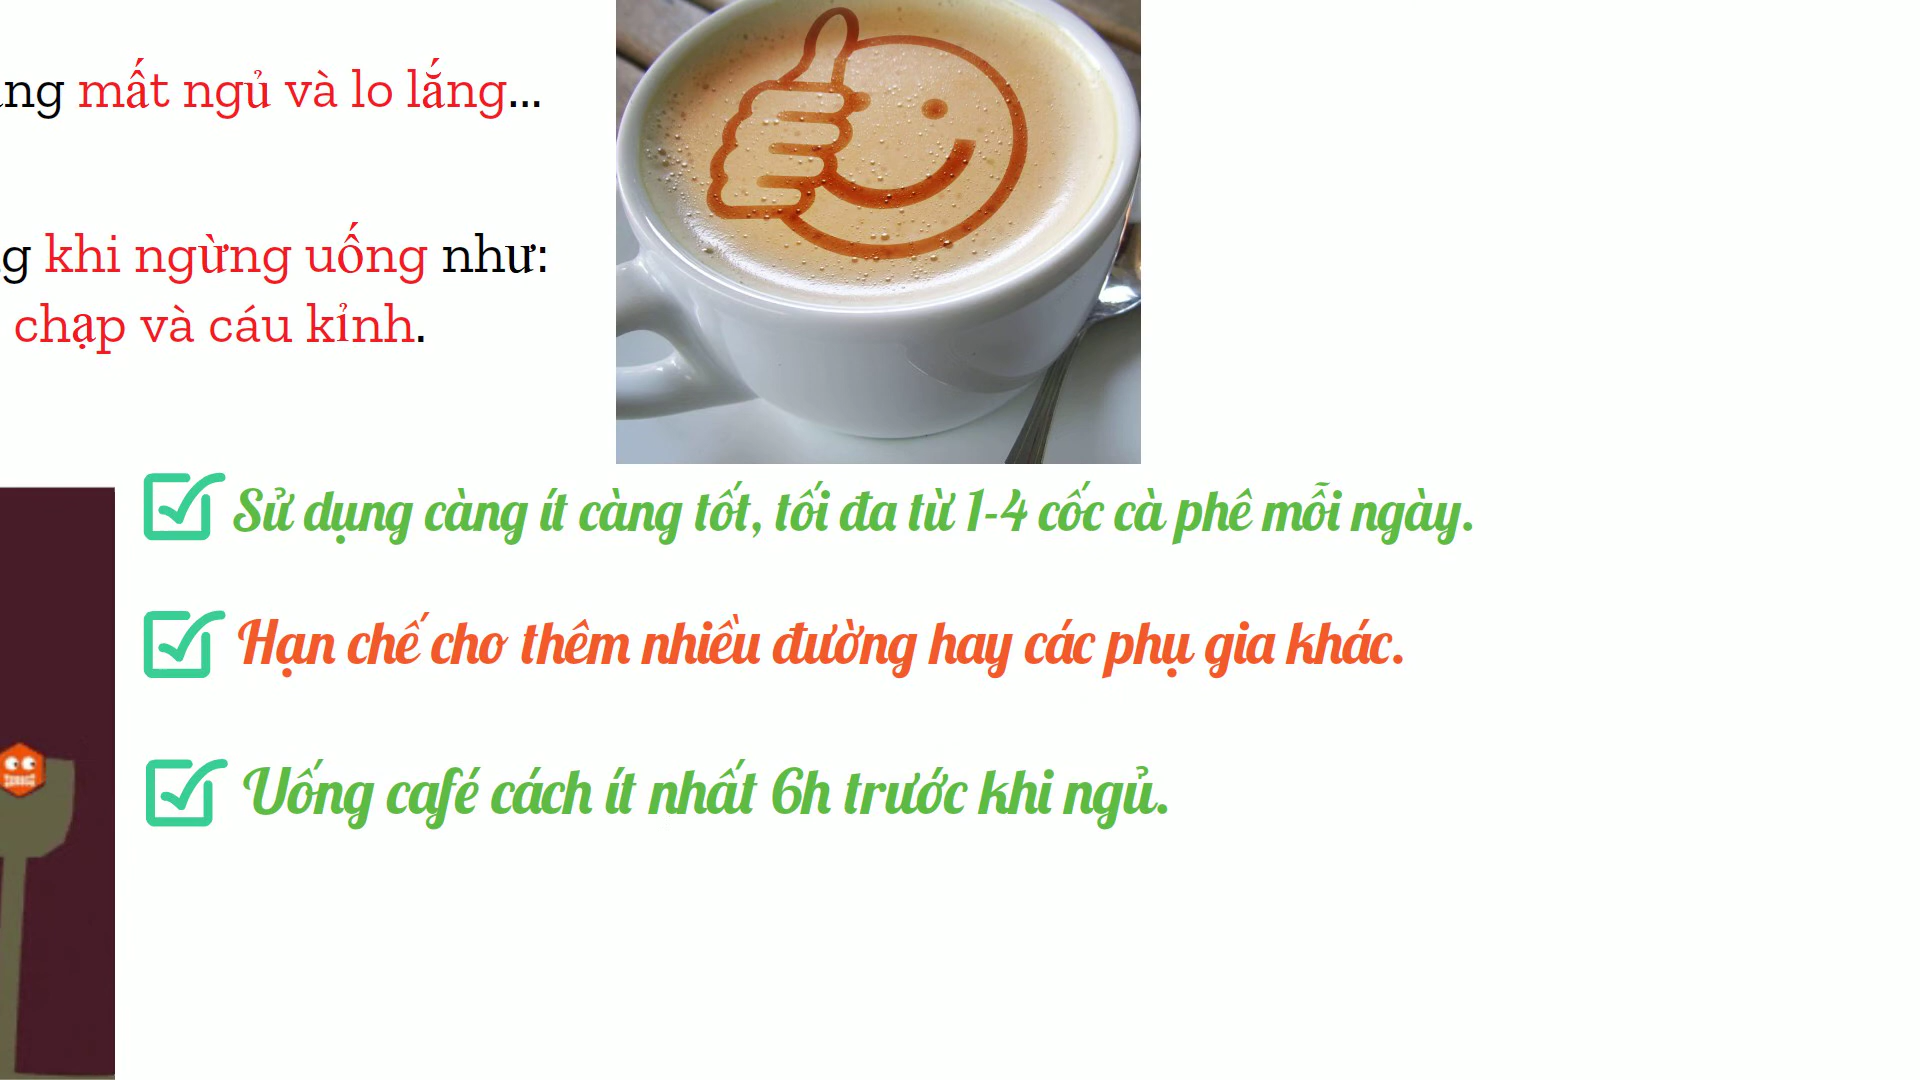 mất ngủ và lo lắng...
khi ngừng uống như:
chạp và cáu kỉnh.
Sử dụng càng ít càng tốt, tối đa từ 1-4 cốc cà phê mỗi ngày.
Hạn chế cho thêm nhiều đường hay các phụ gia khác.
Uống café cách ít nhất 6h trước khi ngủ.